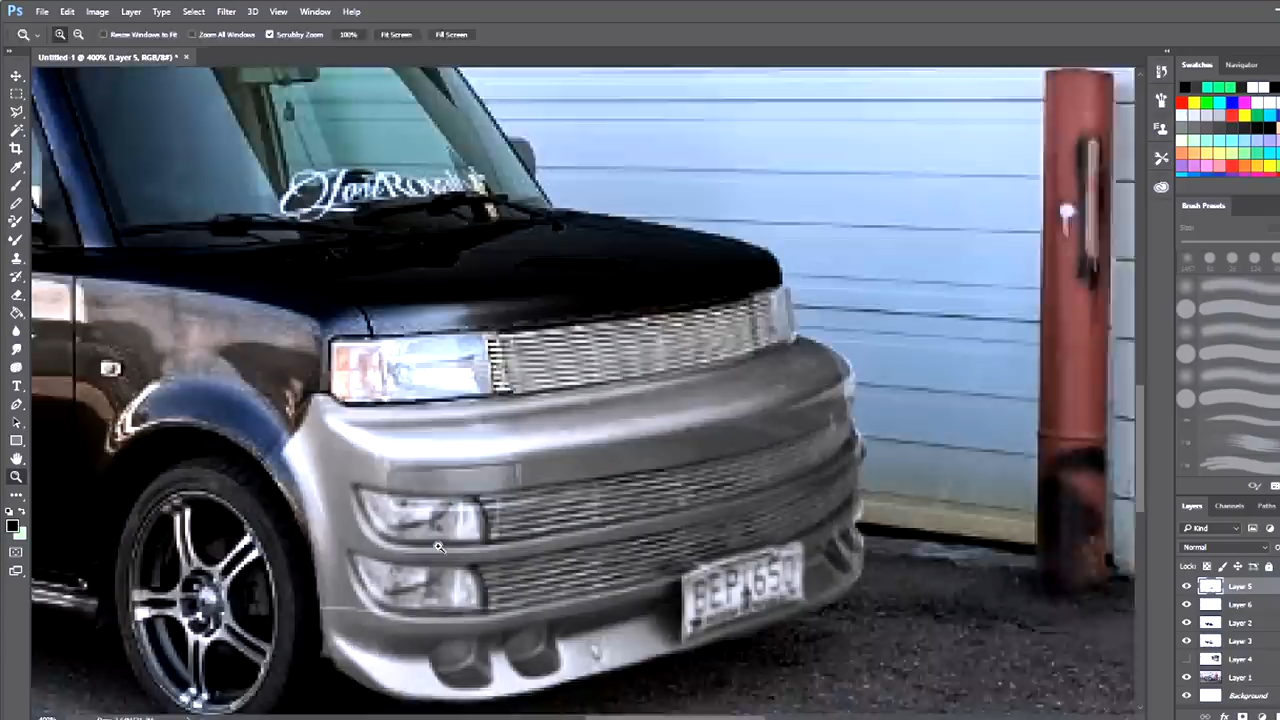 Ps File Edit Image Layer Type Select Filter 3D View Window Help
Resize Windows to Fit Zoom All Windows Scrubby Zoom 100% Fit Screen Fill Screen
Untitled-1 @ 400% (Layer 5, RGB/8#) * ×
Swatches Navigator
Brush Presets
Size:
Layers Channels Paths
Kind
Normal
Lock:
Layer 5
Layer 6
Layer 2
Layer 3
Layer 4
Layer 1
Background
fx